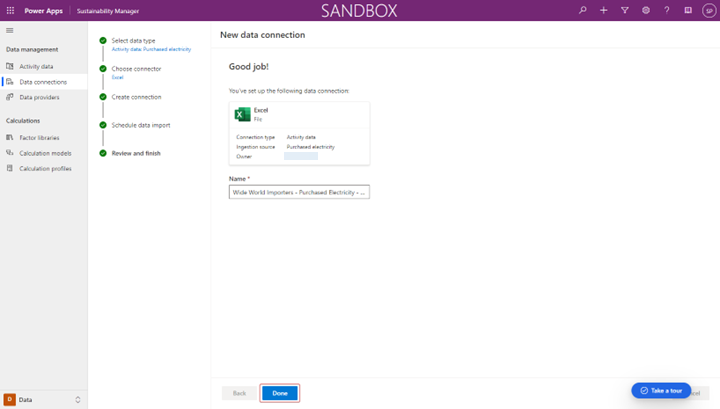 Power Apps
Sustainability Manager
SANDBOX
SP
Data management
Activity data
Data connections
Data providers
Calculations
Factor libraries
Calculation models
Calculation profiles
D
Data
Select data type
Activity data: Purchased electricity
Choose connector
Excel
Create connection
Schedule data import
Review and finish
New data connection
Good job!
You've set up the following data connection:
Excel
File
Connection type Activity data
Ingestion source Purchased electricity
Owner
Name *
Wide World Importers - Purchased Electricity - ...
Back
Done
Take a tour